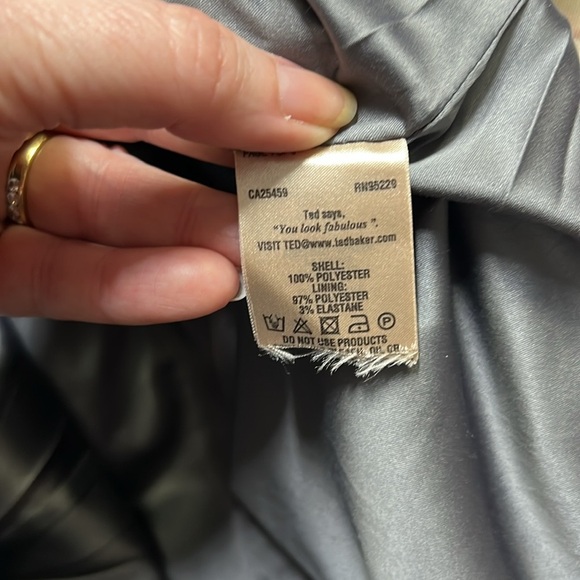 CA25459 RN95229
Ted says,
"You look fabulous".
VISIT TED@www.tedbaker.com
SHELL:
100% POLYESTER
LINING:
97% POLYESTER
3% ELASTANE
P
DO NOT USE PRODUCTS